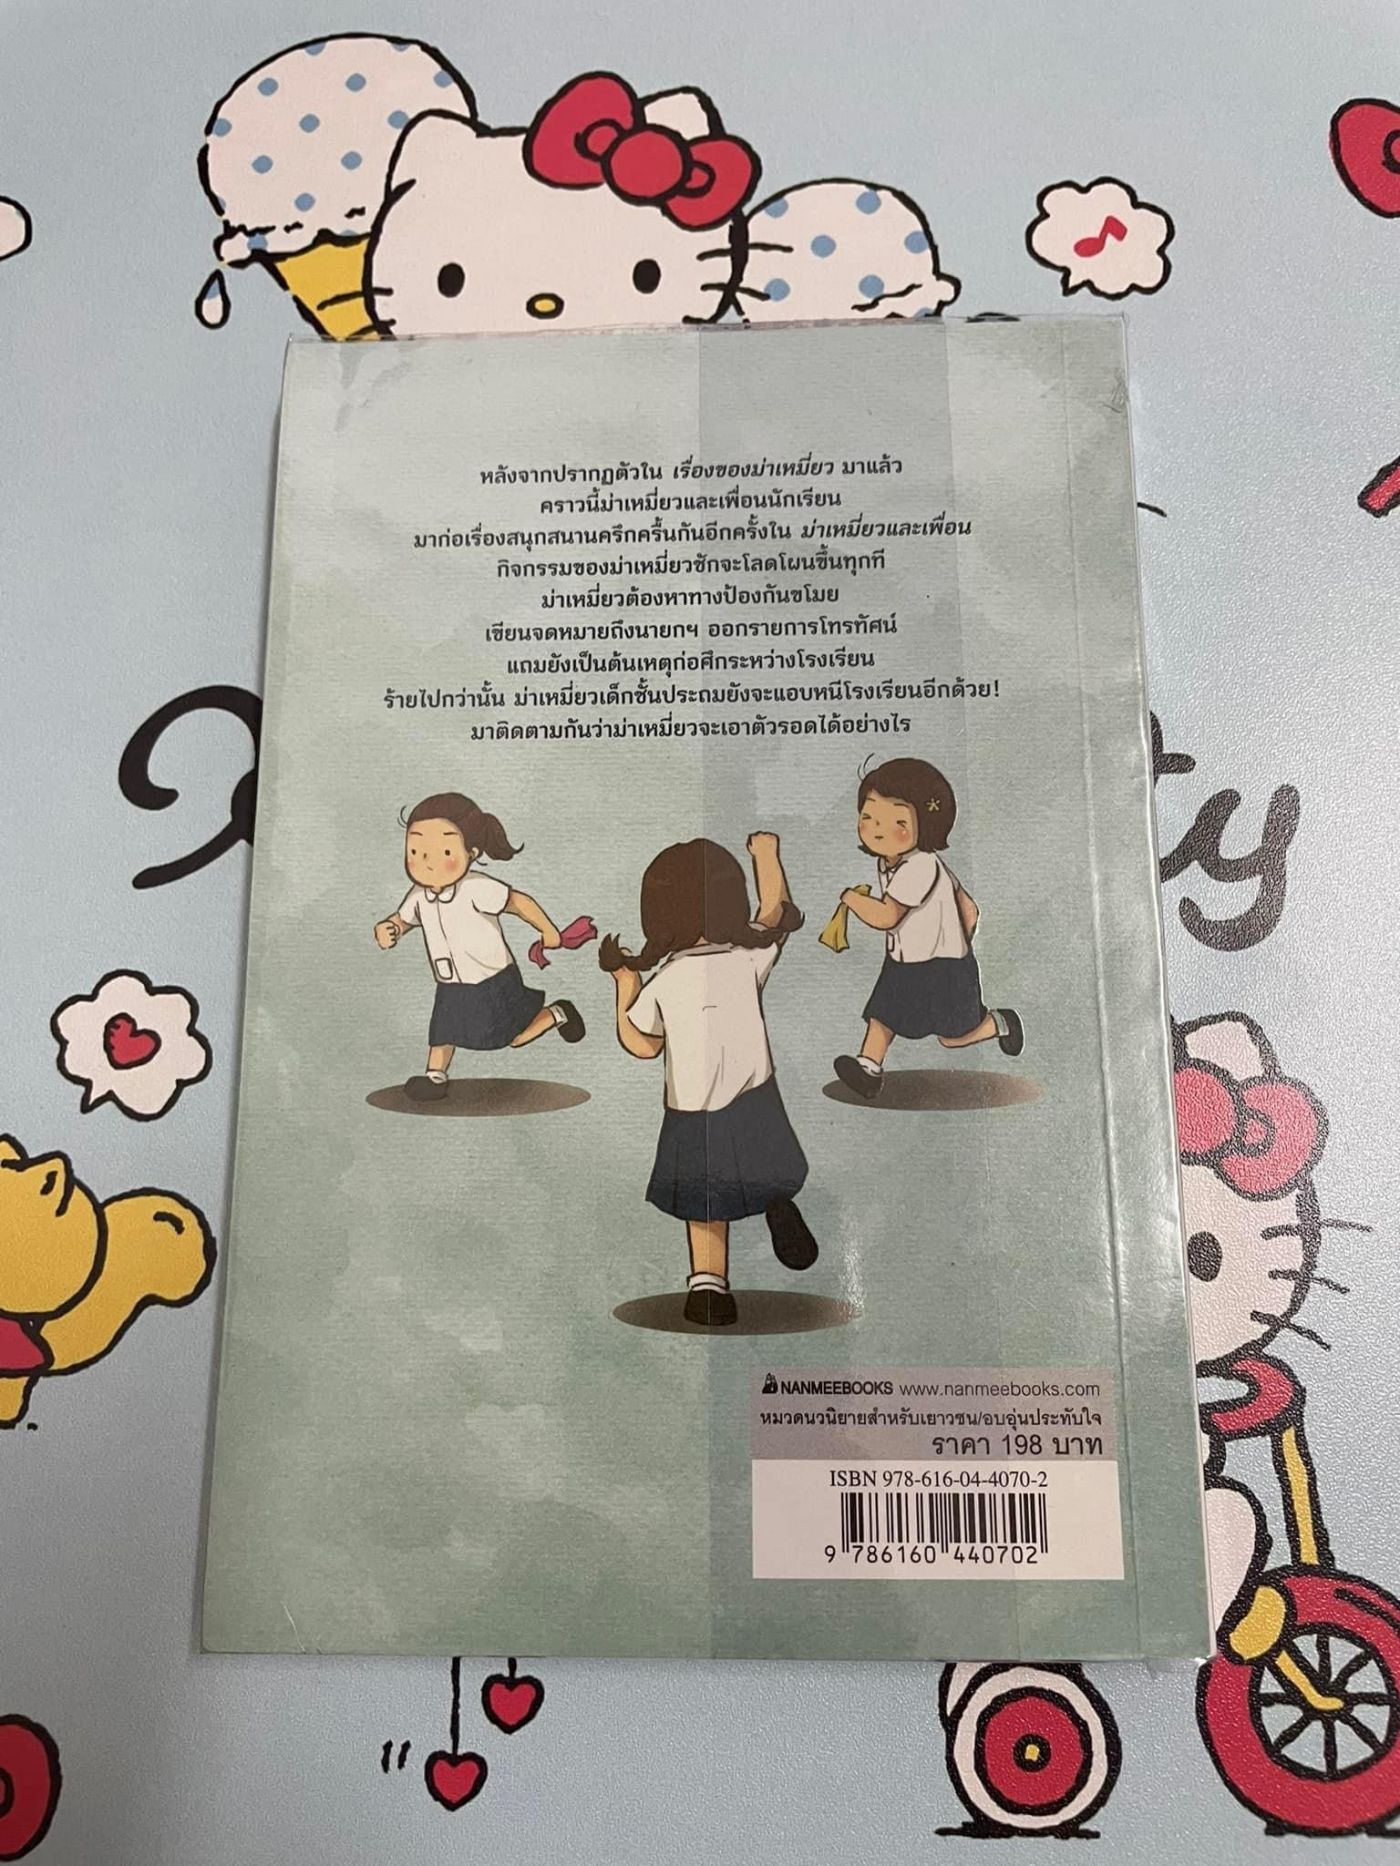 หลังจากปรากฏตัวใน เรื่องของม่าเหมี่ยว มาแล้ว
คราวนี้ม่าเหมี่ยวและเพื่อนนักเรียน
มาก่อเรื่องสนุกสนานครึกครื้นกันอีกครั้งใน ม่าเหมี่ยวและเพื่อน
กิจกรรมของม่าเหมี่ยวชักจะโลดโผนขึ้นทุกที
ม่าเหมี่ยวต้องหาทางป้องกันขโมย
เขียนจดหมายถึงนายกฯ ออกรายการโทรทัศน์
แถมยังเป็นต้นเหตุก่อศึกระหว่างโรงเรียน
ร้ายไปกว่านั้น ม่าเหมี่ยวเด็กชั้นประถมยังจะแอบหนีโรงเรียนอีกด้วย!
มาติดตามกันว่าม่าเหมี่ยวจะเอาตัวรอดได้อย่างไร
NANMEEBOOKS www.nanmeebooks.com
หมวดนวนิยายสำหรับเยาวชน/อบอุ่นประทับใจ
ราคา 198 บาท
ISBN 978-616-04-4070-2
9 786160 440702